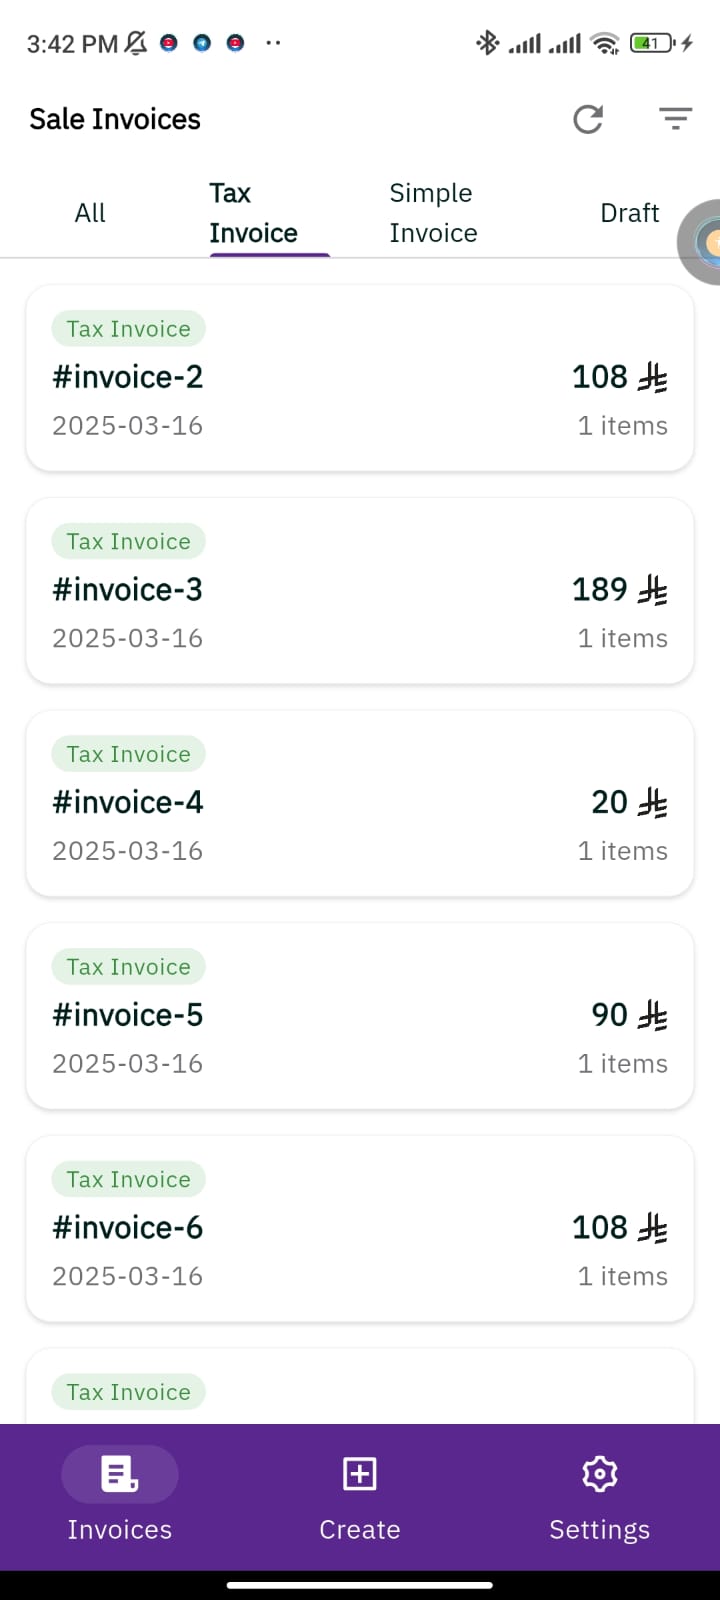 3:42 PM
41
Sale Invoices
All
Tax Invoice
Simple Invoice
Draft
Tax Invoice
#invoice-2
108
2025-03-16
1 items
Tax Invoice
#invoice-3
189
2025-03-16
1 items
Tax Invoice
#invoice-4
20
2025-03-16
1 items
Tax Invoice
#invoice-5
90
2025-03-16
1 items
Tax Invoice
#invoice-6
108
2025-03-16
1 items
Tax Invoice
Invoices
Create
Settings